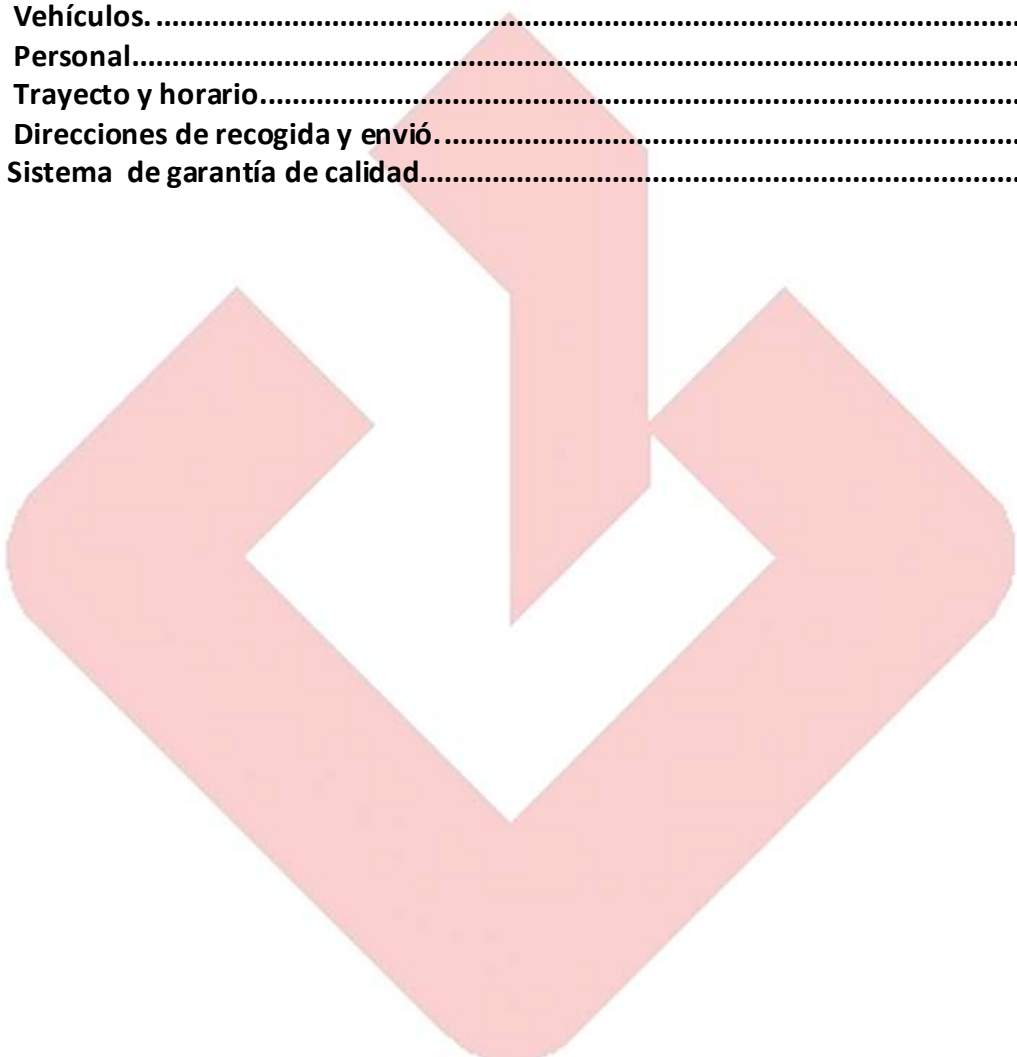 Vehículos. ........................................................................................................
Personal...........................................................................................................
Trayecto y horario............................................................................................
Direcciones de recogida y envió. .....................................................................
Sistema  de garantía de calidad........................................................................